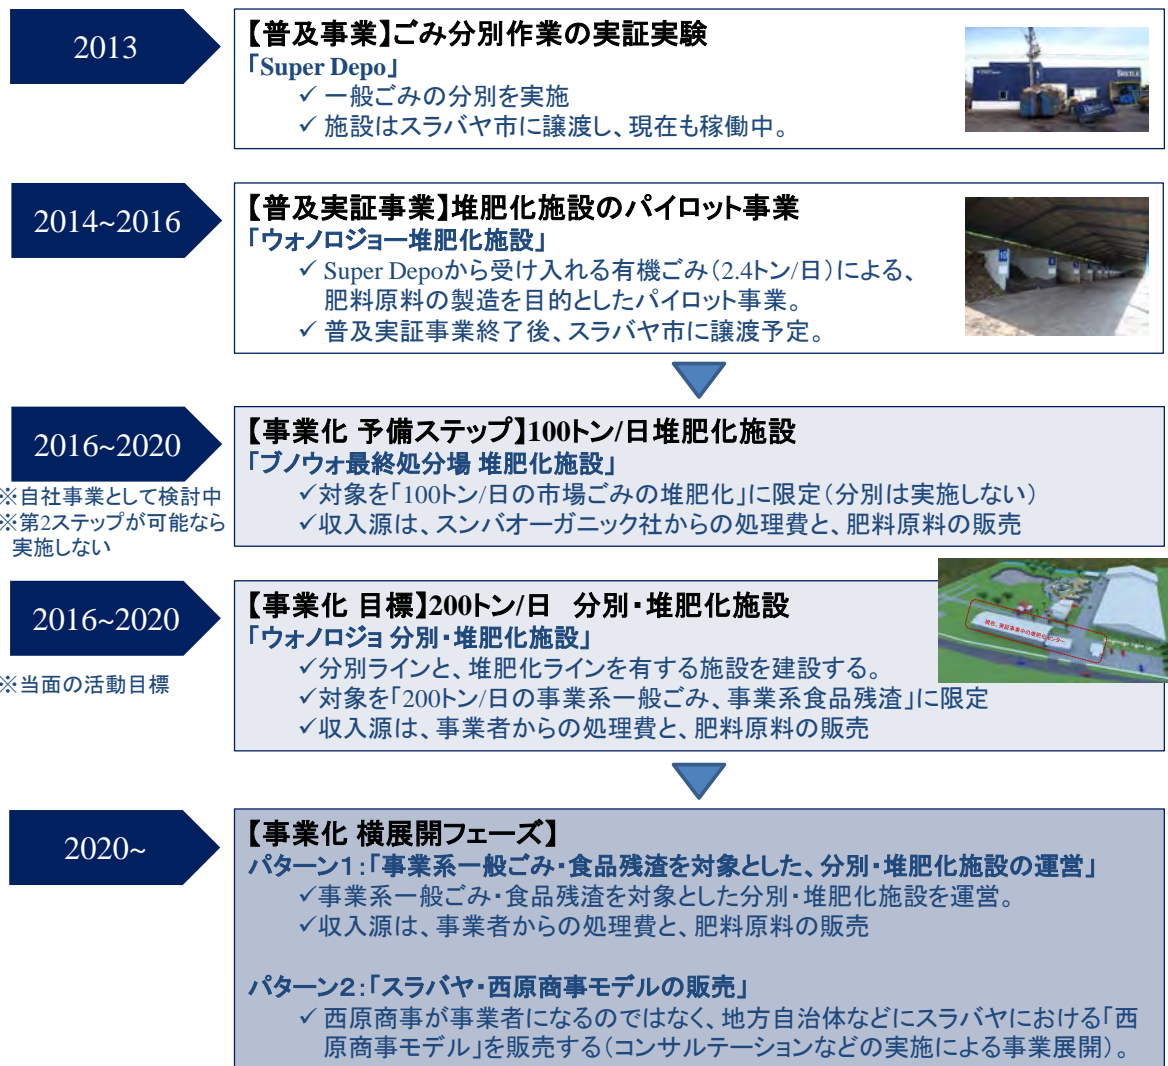 2013
【普及事業】ごみ分別作業の実証実験
「Super Depo」
✓ 一般ごみの分別を実施
✓ 施設はスラバヤ市に譲渡し、現在も稼働中。
2014~2016
【普及実証事業】堆肥化施設のパイロット事業
「ウォノロジョー堆肥化施設」
✓ Super Depoから受け入れる有機ごみ（2.4トン/日）による、
肥料原料の製造を目的としたパイロット事業。
✓ 普及実証事業終了後、スラバヤ市に譲渡予定。
10
2016~2020
※自社事業として検討中
※第2ステップが可能なら
実施しない
【事業化 予備ステップ】100トン/日堆肥化施設
「ブノウォ最終処分場 堆肥化施設」
✓対象を「100トン/日の市場ごみの堆肥化」に限定（分別は実施しない）
✓収入源は、スンバオーガニック社からの処理費と、肥料原料の販売
2016~2020
※当面の活動目標
【事業化 目標】200トン/日 分別・堆肥化施設
「ウォノロジョ 分別・堆肥化施設」
✓分別ラインと、堆肥化ラインを有する施設を建設する。
✓対象を「200トン/日の事業系一般ごみ、事業系食品残渣」に限定
✓収入源は、事業者からの処理費と、肥料原料の販売
現在、実証事業中の堆肥化センター
2020~
【事業化 横展開フェーズ】
パターン１：「事業系一般ごみ・食品残渣を対象とした、分別・堆肥化施設の運営」
✓事業系一般ごみ・食品残渣を対象とした分別・堆肥化施設を運営。
✓収入源は、事業者からの処理費と、肥料原料の販売
パターン２：「スラバヤ・西原商事モデルの販売」
✓ 西原商事が事業者になるのではなく、地方自治体などにスラバヤにおける「西
原商事モデル」を販売する（コンサルテーションなどの実施による事業展開）。